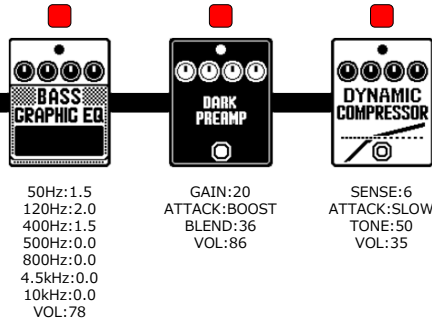 BASS
GRAPHIC EQ
50Hz:1.5
120Hz:2.0
400Hz:1.5
500Hz:0.0
800Hz:0.0
4.5kHz:0.0
10kHz:0.0
VOL:78
DARK
PREAMP
GAIN:20
ATTACK:BOOST
BLEND:36
VOL:86
DYNAMIC
COMPRESSOR
SENSE:6
ATTACK:SLOW
TONE:50
VOL:35